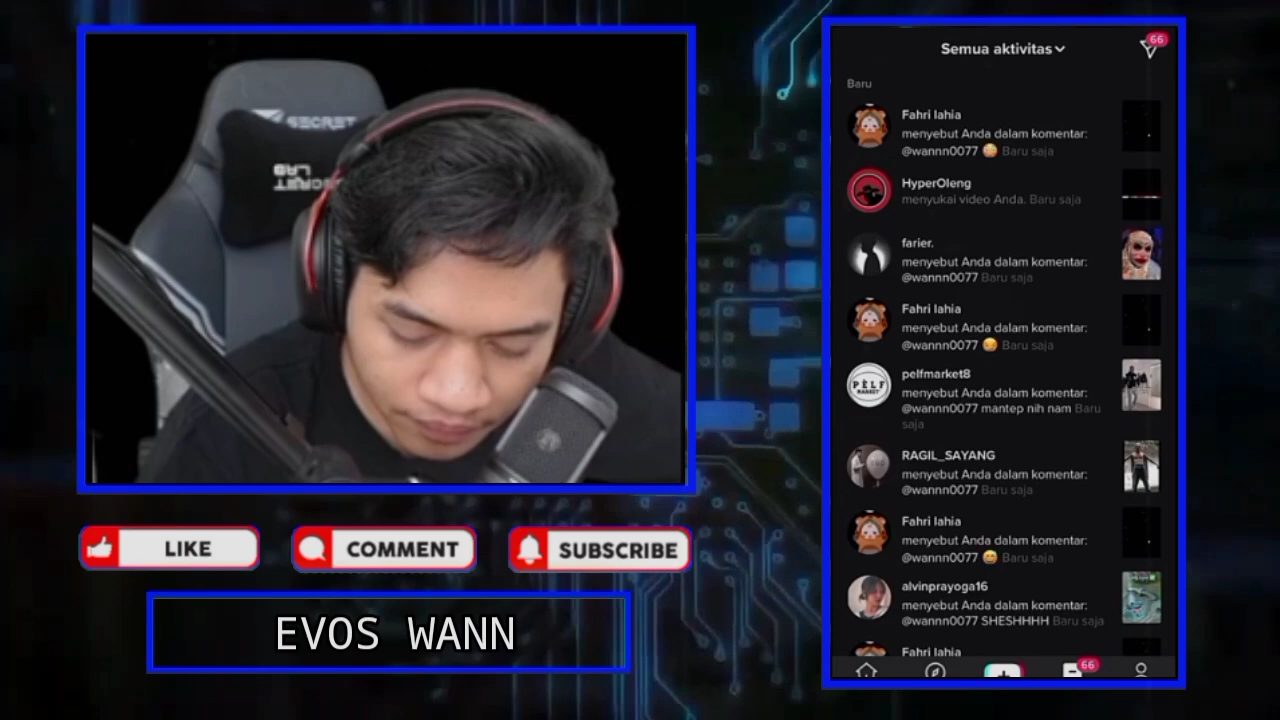 SECRET
LIKE
COMMENT
SUBSCRIBE
EVOS WANN
Semua aktivitas
66
Baru
Fahri lahia
menyebut Anda dalam komentar:
@wannn0077 Baru saja
HyperOleng
menyukai video Anda. Baru saja
farier.
menyebut Anda dalam komentar:
@wannn0077 Baru saja
Fahri lahia
menyebut Anda dalam komentar:
@wannn0077 Baru saja
PÈLF
MARKET
pelfmarket8
menyebut Anda dalam komentar:
@wannn0077 mantep nih nam Baru
saja
RAGIL_SAYANG
menyebut Anda dalam komentar:
@wannn0077 Baru saja
Fahri lahia
menyebut Anda dalam komentar:
@wannn0077 Baru saja
alvinprayoga16
menyebut Anda dalam komentar:
@wannn0077 SHESHHHH Baru saja
Fahri lahia
66